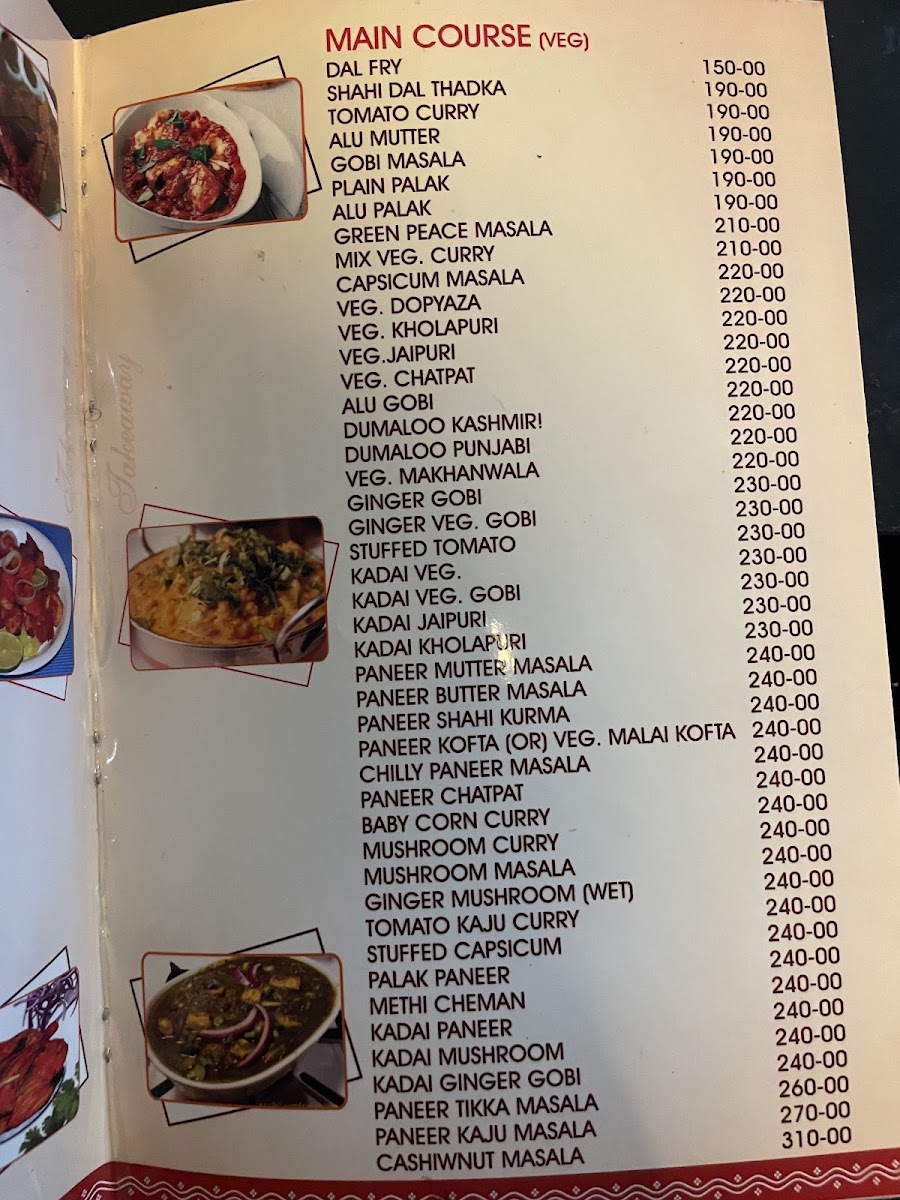 MAIN COURSE (VEG)
DAL FRY 150-00
SHAHI DAL THADKA 190-00
TOMATO CURRY 190-00
ALU MUTTER 190-00
GOBI MASALA 190-00
PLAIN PALAK 190-00
ALU PALAK 190-00
GREEN PEACE MASALA 210-00
MIX VEG. CURRY 210-00
CAPSICUM MASALA 220-00
VEG. DOPYAZA 220-00
VEG. KHOLAPURI 220-00
VEG.JAIPURI 220-00
VEG. CHATPAT 220-00
ALU GOBI 220-00
DUMALOO KASHMIR! 220-00
DUMALOO PUNJABI 220-00
VEG. MAKHANWALA 220-00
GINGER GOBI 230-00
GINGER VEG. GOBI 230-00
STUFFED TOMATO 230-00
KADAI VEG. 230-00
KADAI VEG. GOBI 230-00
KADAI JAIPURI 230-00
KADAI KHOLAPURI 230-00
PANEER MUTTER MASALA 240-00
PANEER BUTTER MASALA 240-00
PANEER SHAHI KURMA 240-00
PANEER KOFTA (OR) VEG. MALAI KOFTA 240-00
CHILLY PANEER MASALA 240-00
PANEER CHATPAT 240-00
BABY CORN CURRY 240-00
MUSHROOM CURRY 240-00
MUSHROOM MASALA 240-00
GINGER MUSHROOM (WET) 240-00
TOMATO KAJU CURRY 240-00
STUFFED CAPSICUM 240-00
PALAK PANEER 240-00
METHI CHEMAN 240-00
KADAI PANEER 240-00
KADAI MUSHROOM 240-00
KADAI GINGER GOBI 240-00
PANEER TIKKA MASALA 260-00
PANEER KAJU MASALA 270-00
CASHIWNUT MASALA 310-00
Takeaway